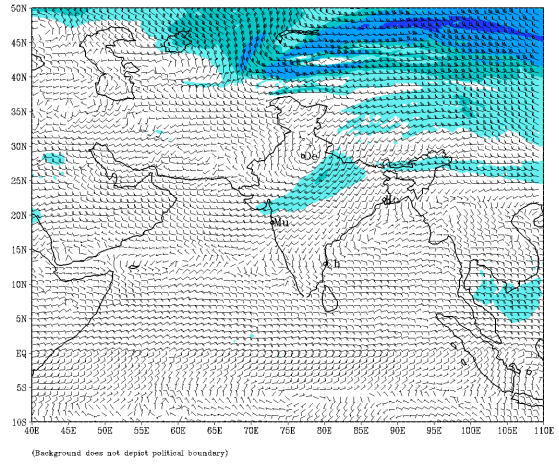 50N
45N
40N
35N
30N
25N
20N
15N
10N
5N
EQ
5S
10S
40E 45E 50E 55E 60E 65E 70E 75E 80E 85E 90E 95E 100E 105E 110E
De
Mu
(Background does not depict political boundary)